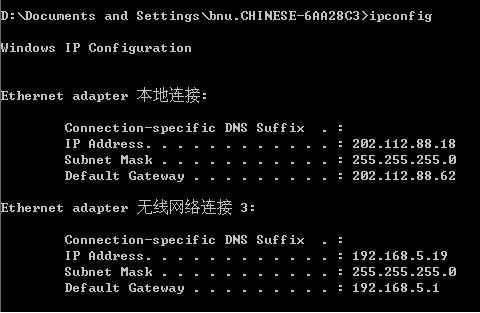 D:\Documents and Settings\bnu.CHINESE-6AA28C3>ipconfig
Windows IP Configuration
Ethernet adapter 本地连接:
Connection-specific DNS Suffix  . :
IP Address. . . . . . . . . . . . : 202.112.88.18
Subnet Mask . . . . . . . . . . . : 255.255.255.0
Default Gateway . . . . . . . . . : 202.112.88.62
Ethernet adapter 无线网络连接 3:
Connection-specific DNS Suffix  . :
IP Address. . . . . . . . . . . . : 192.168.5.19
Subnet Mask . . . . . . . . . . . : 255.255.255.0
Default Gateway . . . . . . . . . : 192.168.5.1